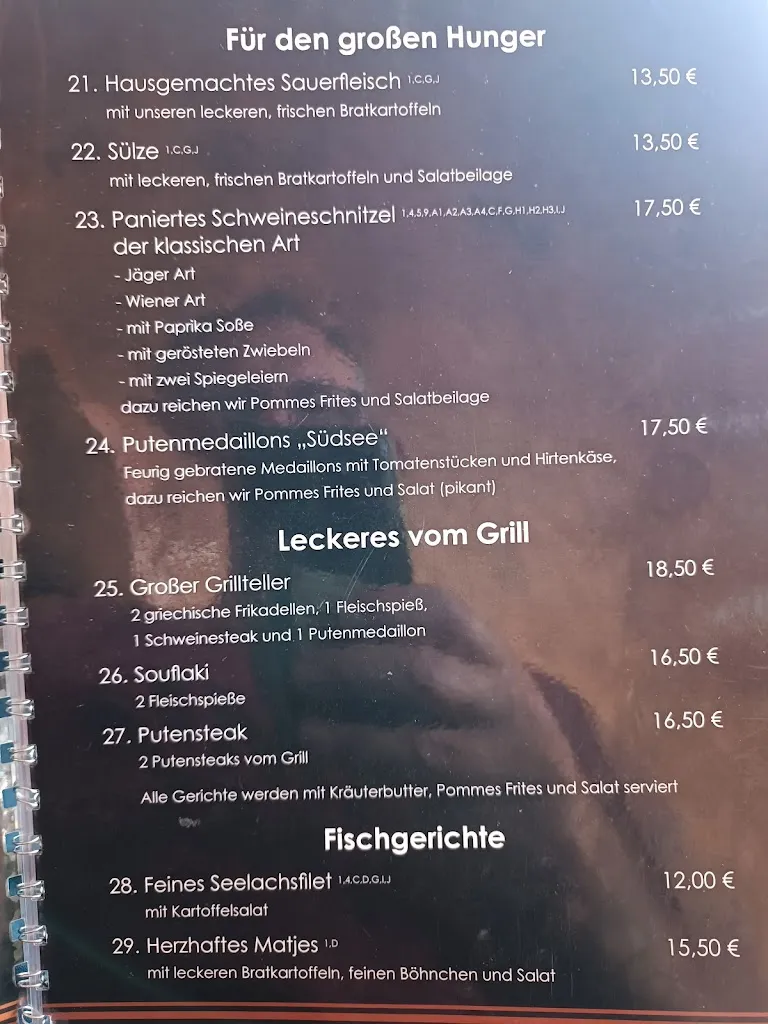 Für den großen Hunger
21. Hausgemachtes Sauerfleisch 1,C,G,J 13,50 €
mit unseren leckeren, frischen Bratkartoffeln
22. Sülze 1,C,G,J 13,50 €
mit leckeren, frischen Bratkartoffeln und Salatbeilage
23. Paniertes Schweineschnitzel 1,4,5,9,A1,A2,A3,A4,C,F,G,H1,H2,H3,I,J 17,50 €
der klassischen Art
- Jäger Art
- Wiener Art
- mit Paprika Soße
- mit gerösteten Zwiebeln
- mit zwei Spiegeleiern
dazu reichen wir Pommes Frites und Salatbeilage
24. Putenmedaillons „Südsee“ 17,50 €
Feurig gebratene Medaillons mit Tomatenstücken und Hirtenkäse,
dazu reichen wir Pommes Frites und Salat (pikant)
Leckeres vom Grill
25. Großer Grillteller 18,50 €
2 griechische Frikadellen, 1 Fleischspieß,
1 Schweinesteak und 1 Putenmedaillon
26. Souflaki 16,50 €
2 Fleischspieße
27. Putensteak 16,50 €
2 Putensteaks vom Grill
Alle Gerichte werden mit Kräuterbutter, Pommes Frites und Salat serviert
Fischgerichte
28. Feines Seelachsfilet 1,4,C,D,G,I,J 12,00 €
mit Kartoffelsalat
29. Herzhaftes Matjes 1,D 15,50 €
mit leckeren Bratkartoffeln, feinen Böhnchen und Salat